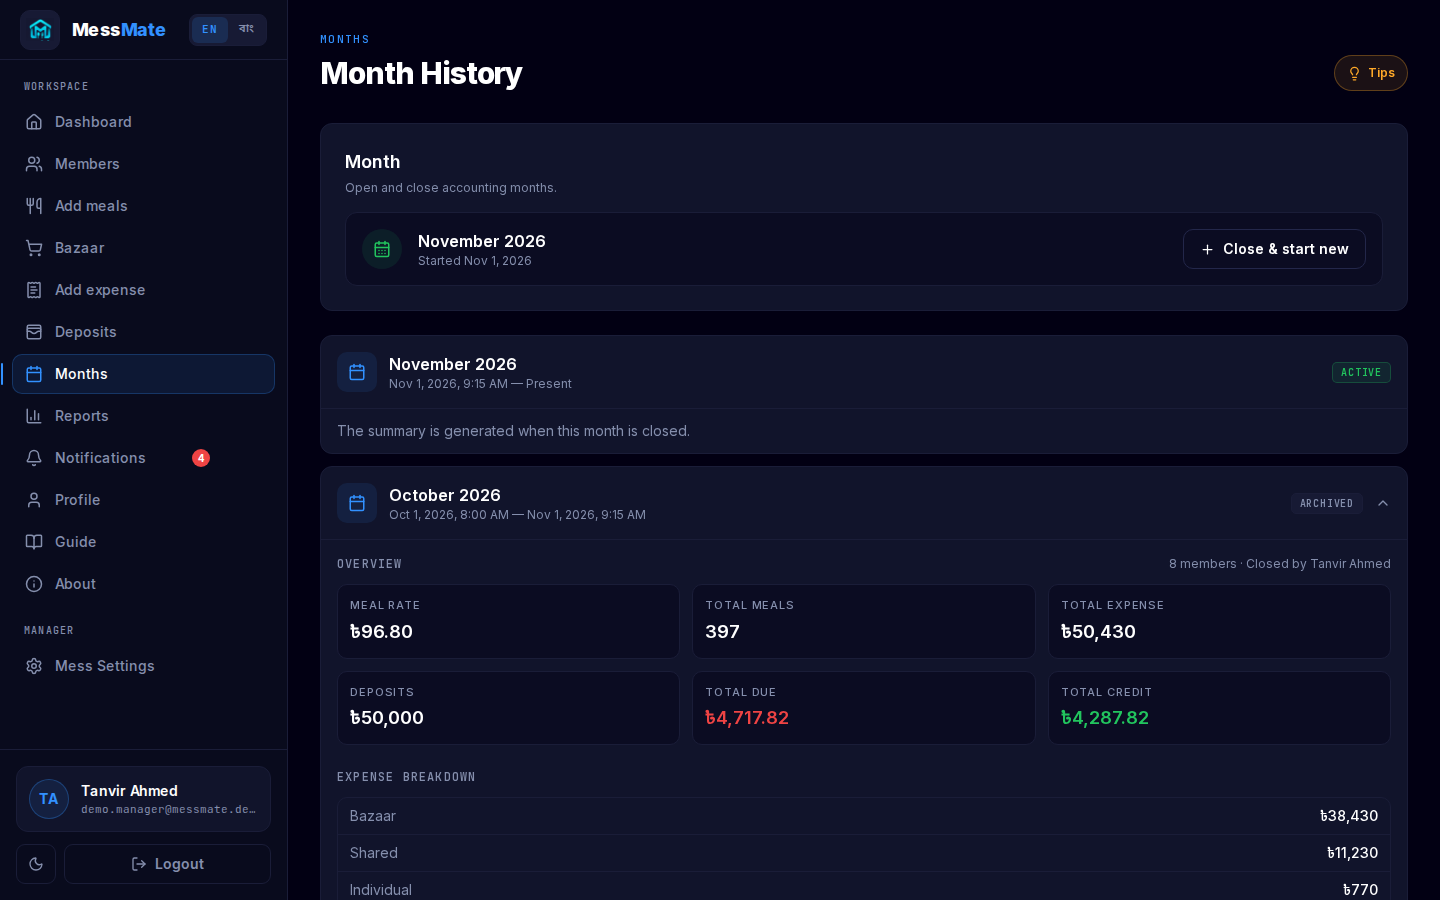 MessMate
EN
বাং
WORKSPACE
Dashboard
Members
Add meals
Bazaar
Add expense
Deposits
Months
Reports
Notifications
4
Profile
Guide
About
MANAGER
Mess Settings
TA
Tanvir Ahmed
demo.manager@messmate.de…
Logout
MONTHS
Month History
Tips
Month
Open and close accounting months.
November 2026
Started Nov 1, 2026
Close & start new
November 2026
Nov 1, 2026, 9:15 AM — Present
ACTIVE
The summary is generated when this month is closed.
October 2026
Oct 1, 2026, 8:00 AM — Nov 1, 2026, 9:15 AM
ARCHIVED
OVERVIEW
8 members · Closed by Tanvir Ahmed
MEAL RATE
৳96.80
TOTAL MEALS
397
TOTAL EXPENSE
৳50,430
DEPOSITS
৳50,000
TOTAL DUE
৳4,717.82
TOTAL CREDIT
৳4,287.82
EXPENSE BREAKDOWN
Bazaar
৳38,430
Shared
৳11,230
Individual
৳770